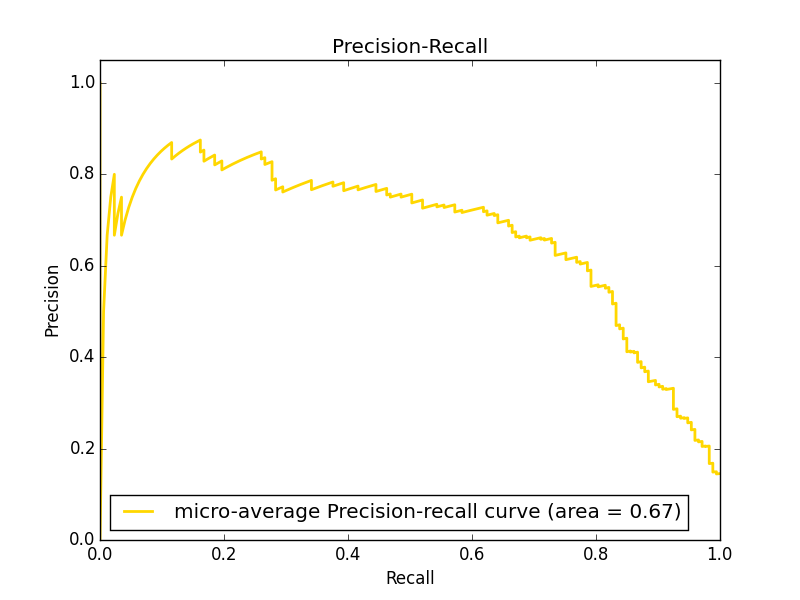 Precision-Recall
1.0
0.8
0.6
0.4
0.2
0.0
Precision
micro-average Precision-recall curve (area = 0.67)
0.0 0.2 0.4 0.6 0.8 1.0
Recall